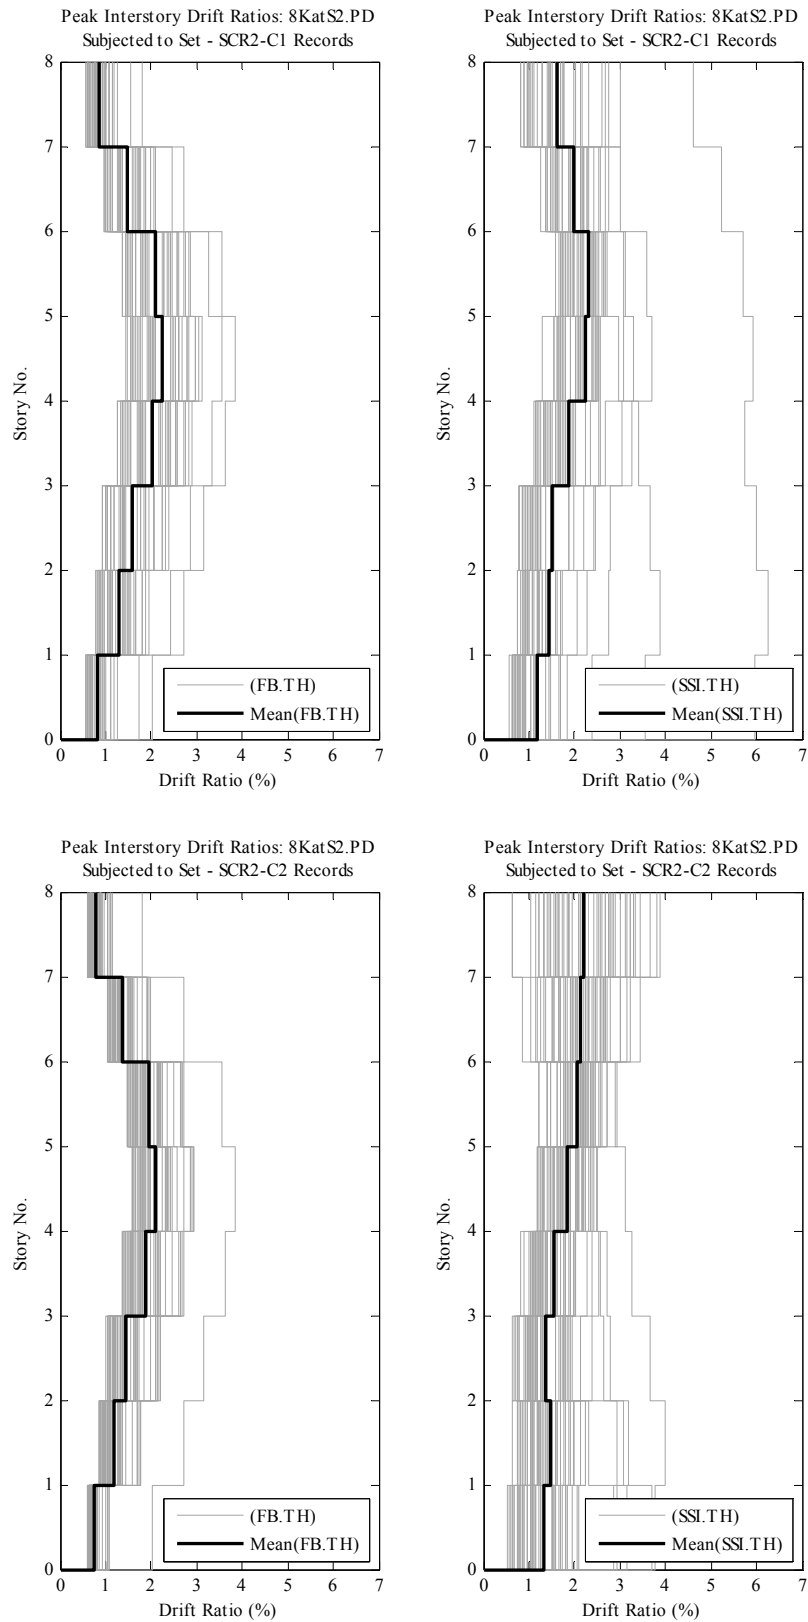 Peak Interstory Drift Ratios: 8KatS2.PD
Subjected to Set - SCR2-C1 Records
8
7
6
5
4
3
2
1
0
Story No.
(FB.TH)
Mean(FB.TH)
0 1 2 3 4 5 6 7
Drift Ratio (%)
Peak Interstory Drift Ratios: 8KatS2.PD
Subjected to Set - SCR2-C1 Records
8
7
6
5
4
3
2
1
0
Story No.
(SSI.TH)
Mean(SSI.TH)
0 1 2 3 4 5 6 7
Drift Ratio (%)
Peak Interstory Drift Ratios: 8KatS2.PD
Subjected to Set - SCR2-C2 Records
8
7
6
5
4
3
2
1
0
Story No.
(FB.TH)
Mean(FB.TH)
0 1 2 3 4 5 6 7
Drift Ratio (%)
Peak Interstory Drift Ratios: 8KatS2.PD
Subjected to Set - SCR2-C2 Records
8
7
6
5
4
3
2
1
0
Story No.
(SSI.TH)
Mean(SSI.TH)
0 1 2 3 4 5 6 7
Drift Ratio (%)